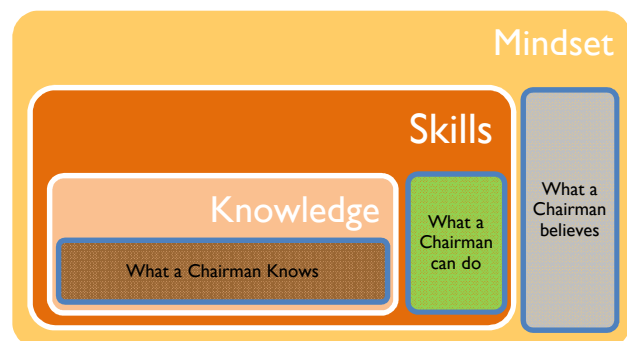 Mindset
Skills
Knowledge
What a Chairman Knows
What a
Chairman
can do
What a
Chairman
believes